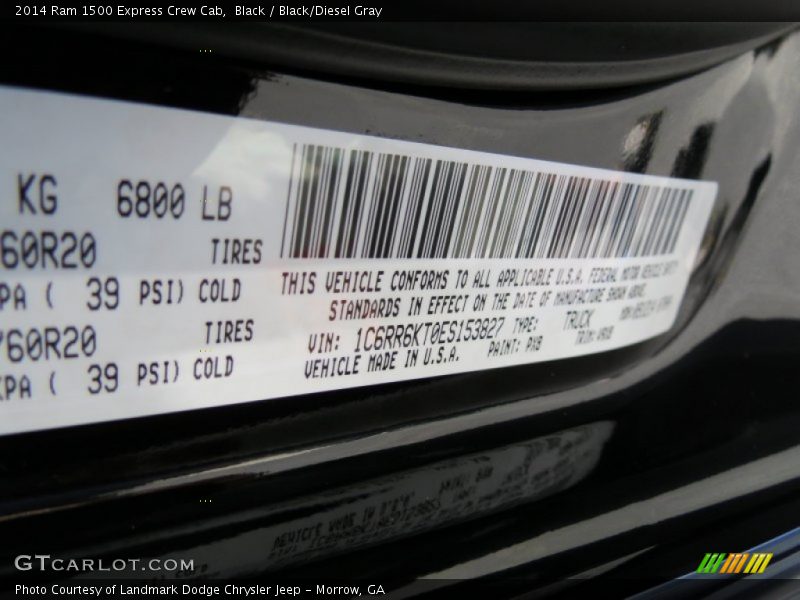 2014 Ram 1500 Express Crew Cab,  Black / Black/Diesel Gray
KG 6800 LB
60R20 TIRES
PA ( 39 PSI) COLD
/60R20 TIRES
KPA ( 39 PSI) COLD
THIS VEHICLE CONFORMS TO ALL APPLICABLE U.S.A. FEDERAL MOTOR VEHICLE SAFETY
STANDARDS IN EFFECT ON THE DATE OF MANUFACTURE SHOWN ABOVE.
VIN: 1C6RR6KT0ES153827 TYPE: TRUCK
VEHICLE MADE IN U.S.A. PAINT: PX8 TRIM:
GTCARLOT.COM
Photo Courtesy of Landmark Dodge Chrysler Jeep - Morrow, GA